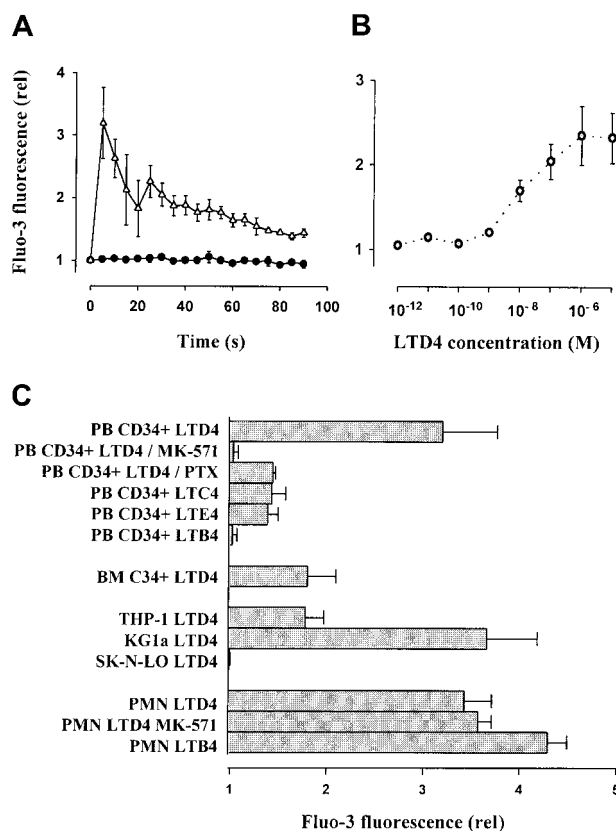 A
B
Fluo-3 fluorescence (rel)
4
3
2
1
0 20 40 60 80 100
Time (s)
3
2
1
10-12 10-10 10-8 10-6
LTD4 concentration (M)
C
PB CD34+ LTD4
PB CD34+ LTD4 / MK-571
PB CD34+ LTD4 / PTX
PB CD34+ LTC4
PB CD34+ LTE4
PB CD34+ LTB4
BM C34+ LTD4
THP-1 LTD4
KG1a LTD4
SK-N-LO LTD4
PMN LTD4
PMN LTD4 MK-571
PMN LTB4
1 2 3 4 5
Fluo-3 fluorescence (rel)